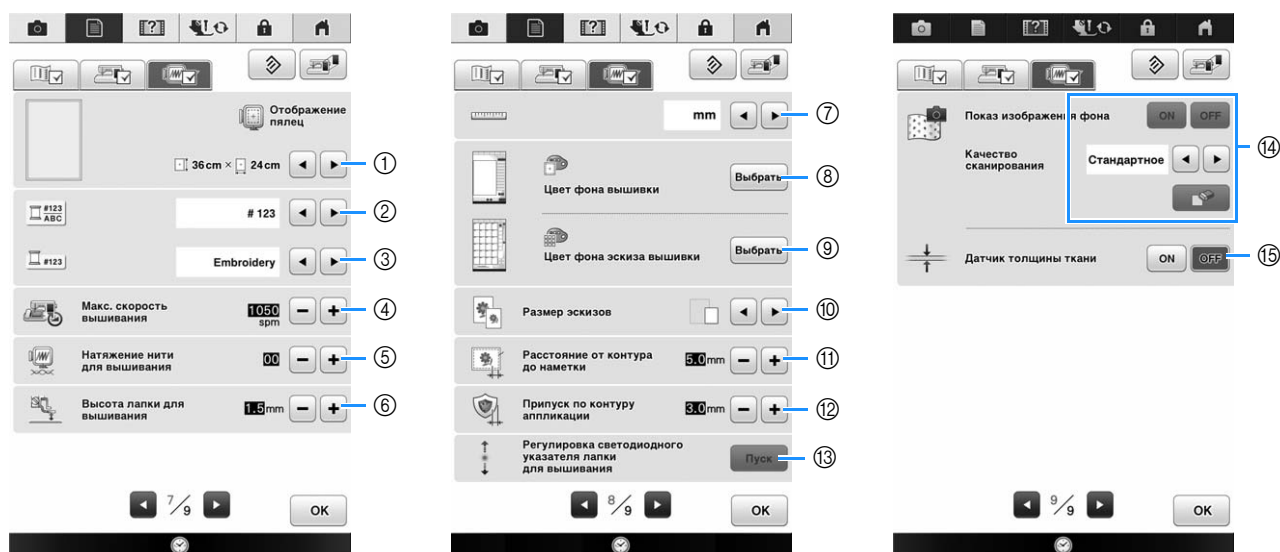 Отображение
пялец
36 cm × 24 cm
①
#123
ABC
# 123
②
#123
Embroidery
③
Макс. скорость
вышивания
1050
spm
④
Натяжение нити
для вышивания
00
⑤
Высота лапки для
вышивания
1.5 mm
⑥
7/9
OK
mm
⑦
Цвет фона вышивки
Выбрать
⑧
Цвет фона эскиза вышивки
Выбрать
⑨
Размер эскизов
⑩
Расстояние от контура
до наметки
5.0 mm
⑪
Припуск по контуру
аппликации
3.0 mm
⑫
Регулировка светодиодного
указателя лапки
для вышивания
Пуск
⑬
8/9
OK
Показ изображения фона
ON
OFF
Качество
сканирования
Стандартное
⑭
Датчик толщины ткани
ON
OFF
⑮
9/9
OK